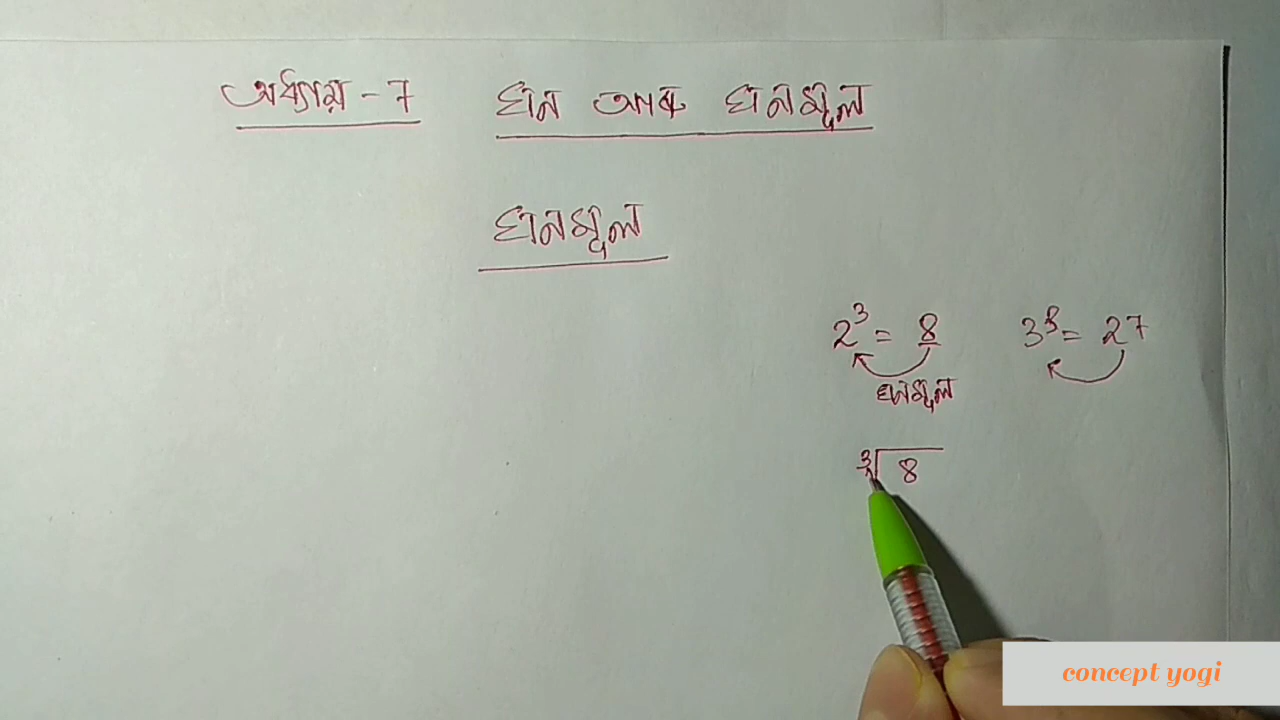 অধ্যায় - 7 ঘন আৰু ঘনমূল
ঘনমূল
2³ = 8 3³ = 27
ঘনমূল
∛8
concept yogi